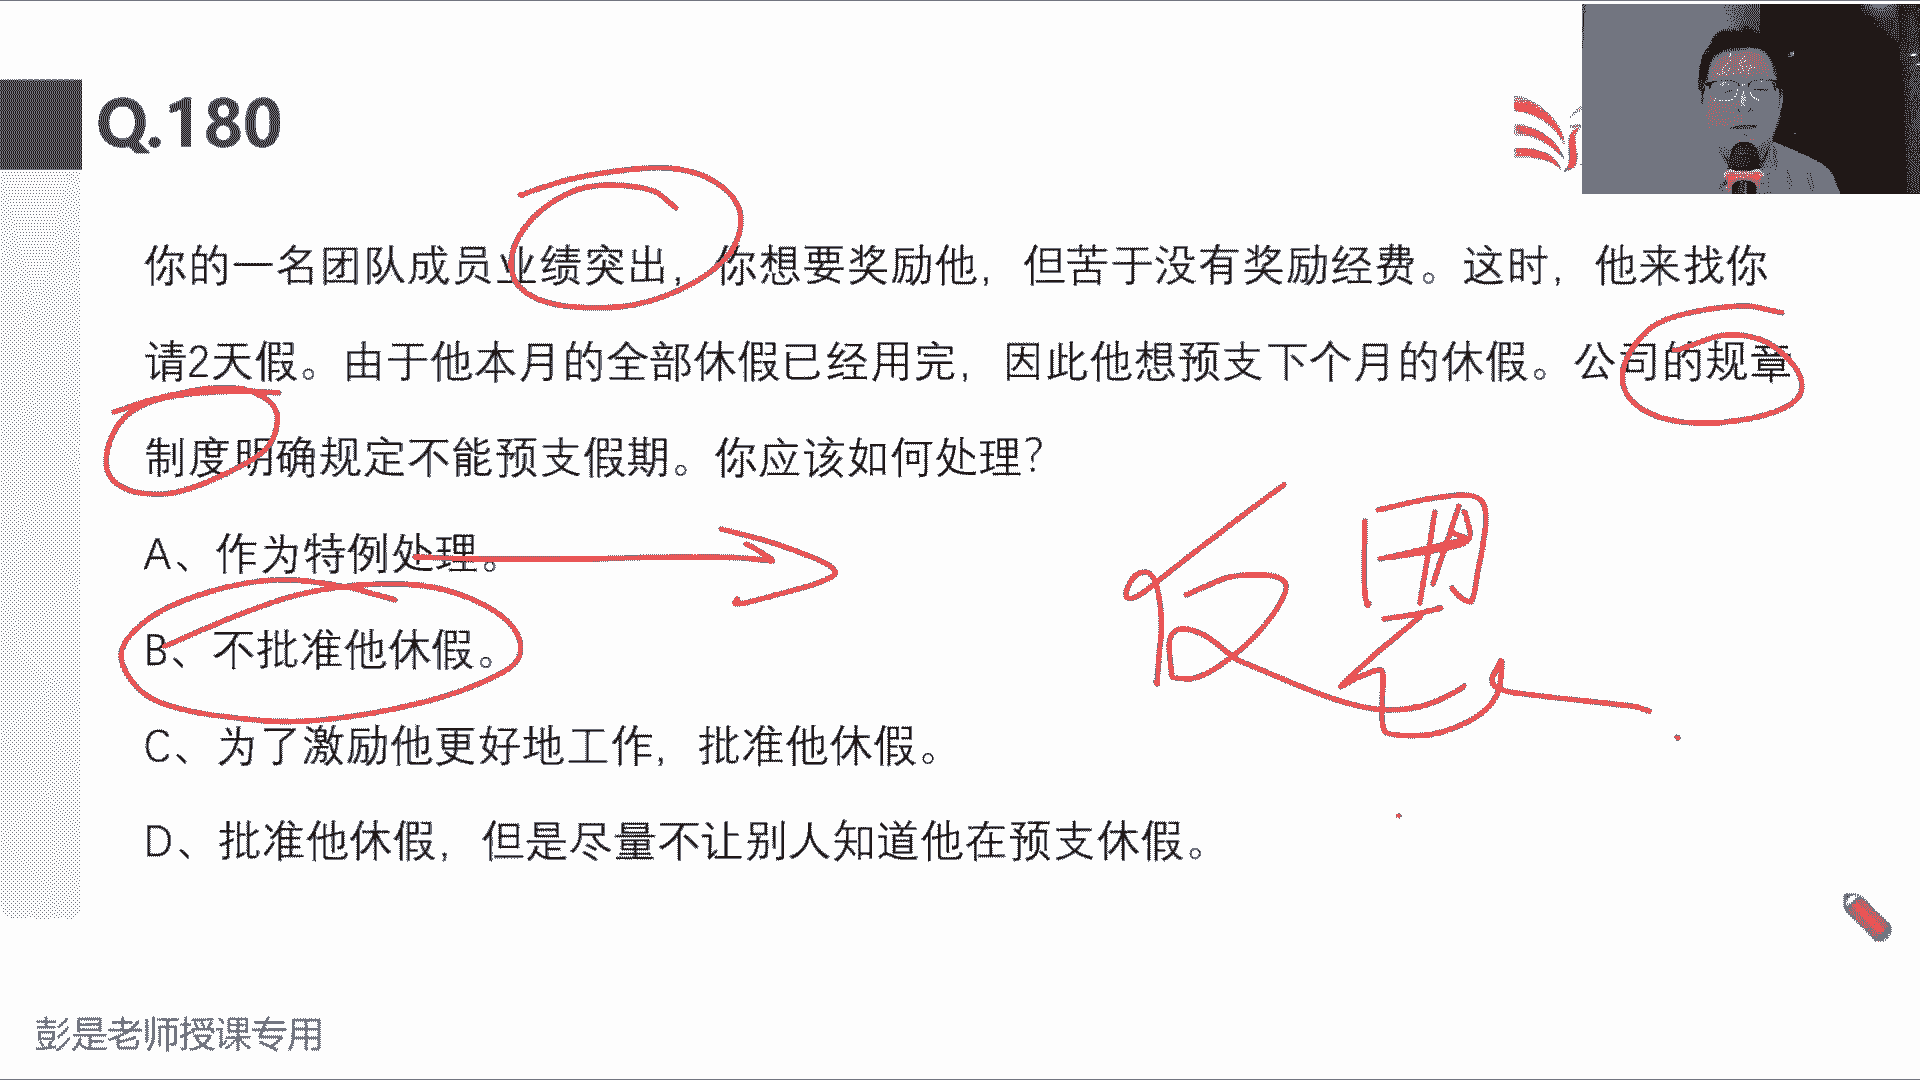 Q.180
你的一名团队成员业绩突出，你想要奖励他，但苦于没有奖励经费。这时，他来找你
请2天假。由于他本月的全部休假已经用完，因此他想预支下个月的休假。公司的规章
制度明确规定不能预支假期。你应该如何处理？
A、作为特例处理。
B、不批准他休假。
C、为了激励他更好地工作，批准他休假。
D、批准他休假，但是尽量不让别人知道他在预支休假。
彭是老师授课专用